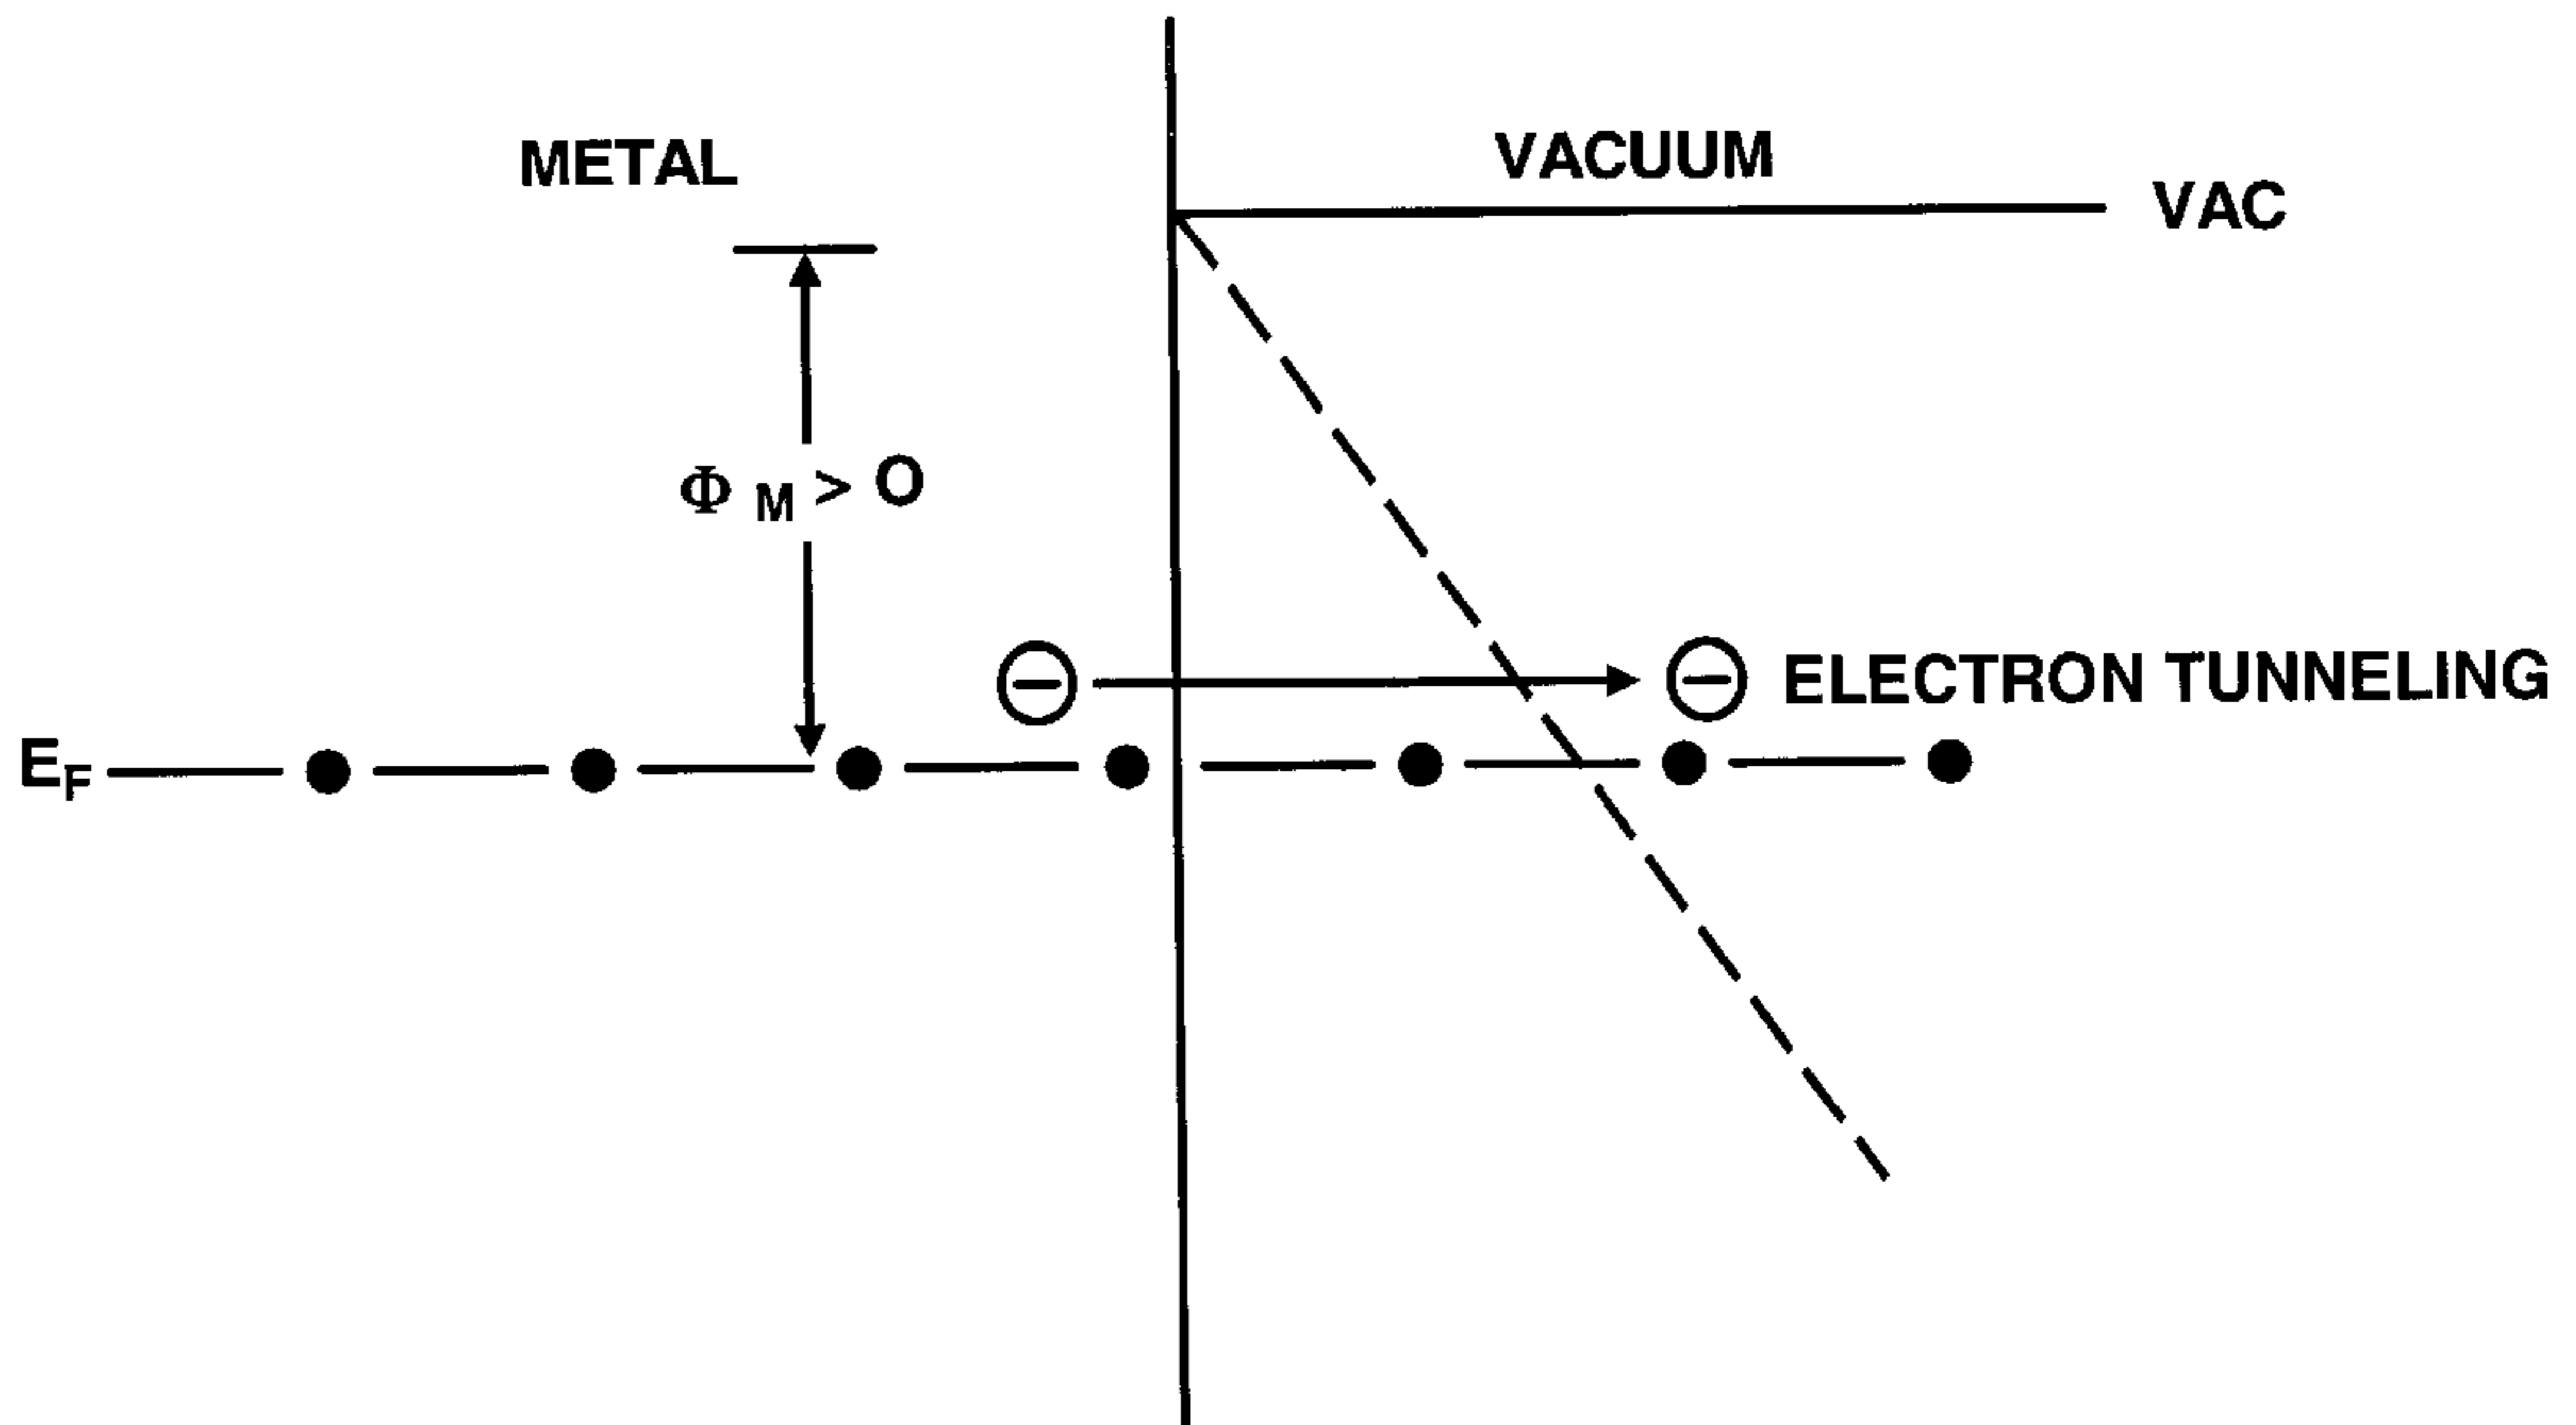 METAL
VACUUM
VAC
Φ M > O
ELECTRON TUNNELING
EF